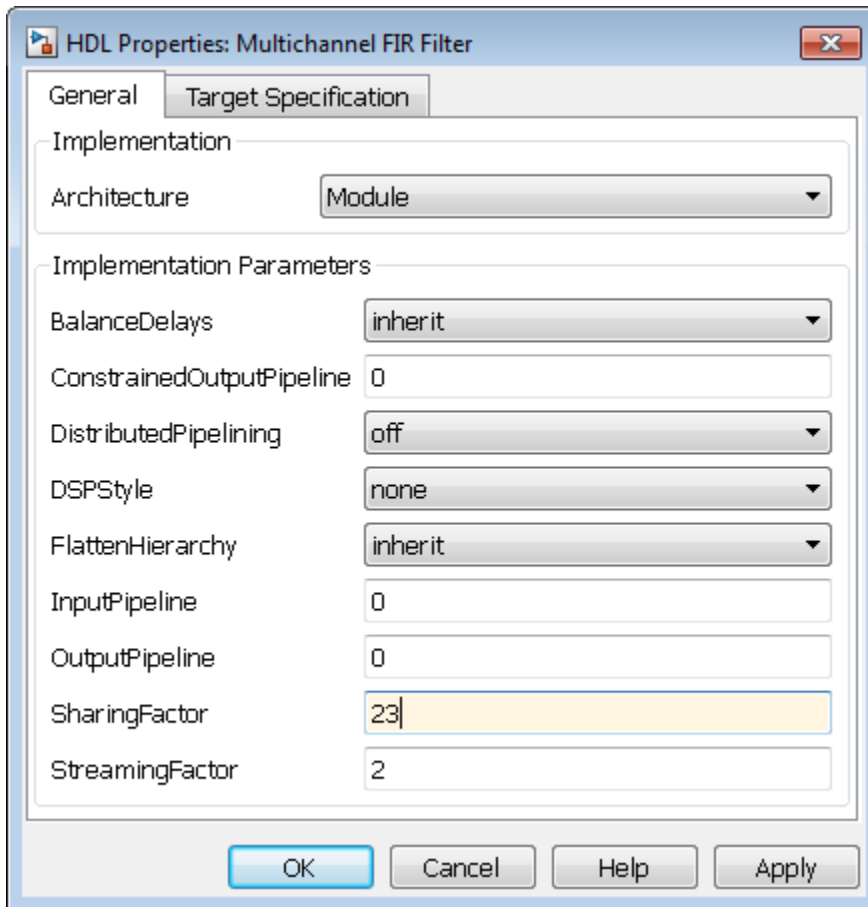 HDL Properties: Multichannel FIR Filter
General Target Specification
Implementation
Architecture Module
Implementation Parameters
BalanceDelays inherit
ConstrainedOutputPipeline 0
DistributedPipelining off
DSPStyle none
FlattenHierarchy inherit
InputPipeline 0
OutputPipeline 0
SharingFactor 23
StreamingFactor 2
OK Cancel Help Apply